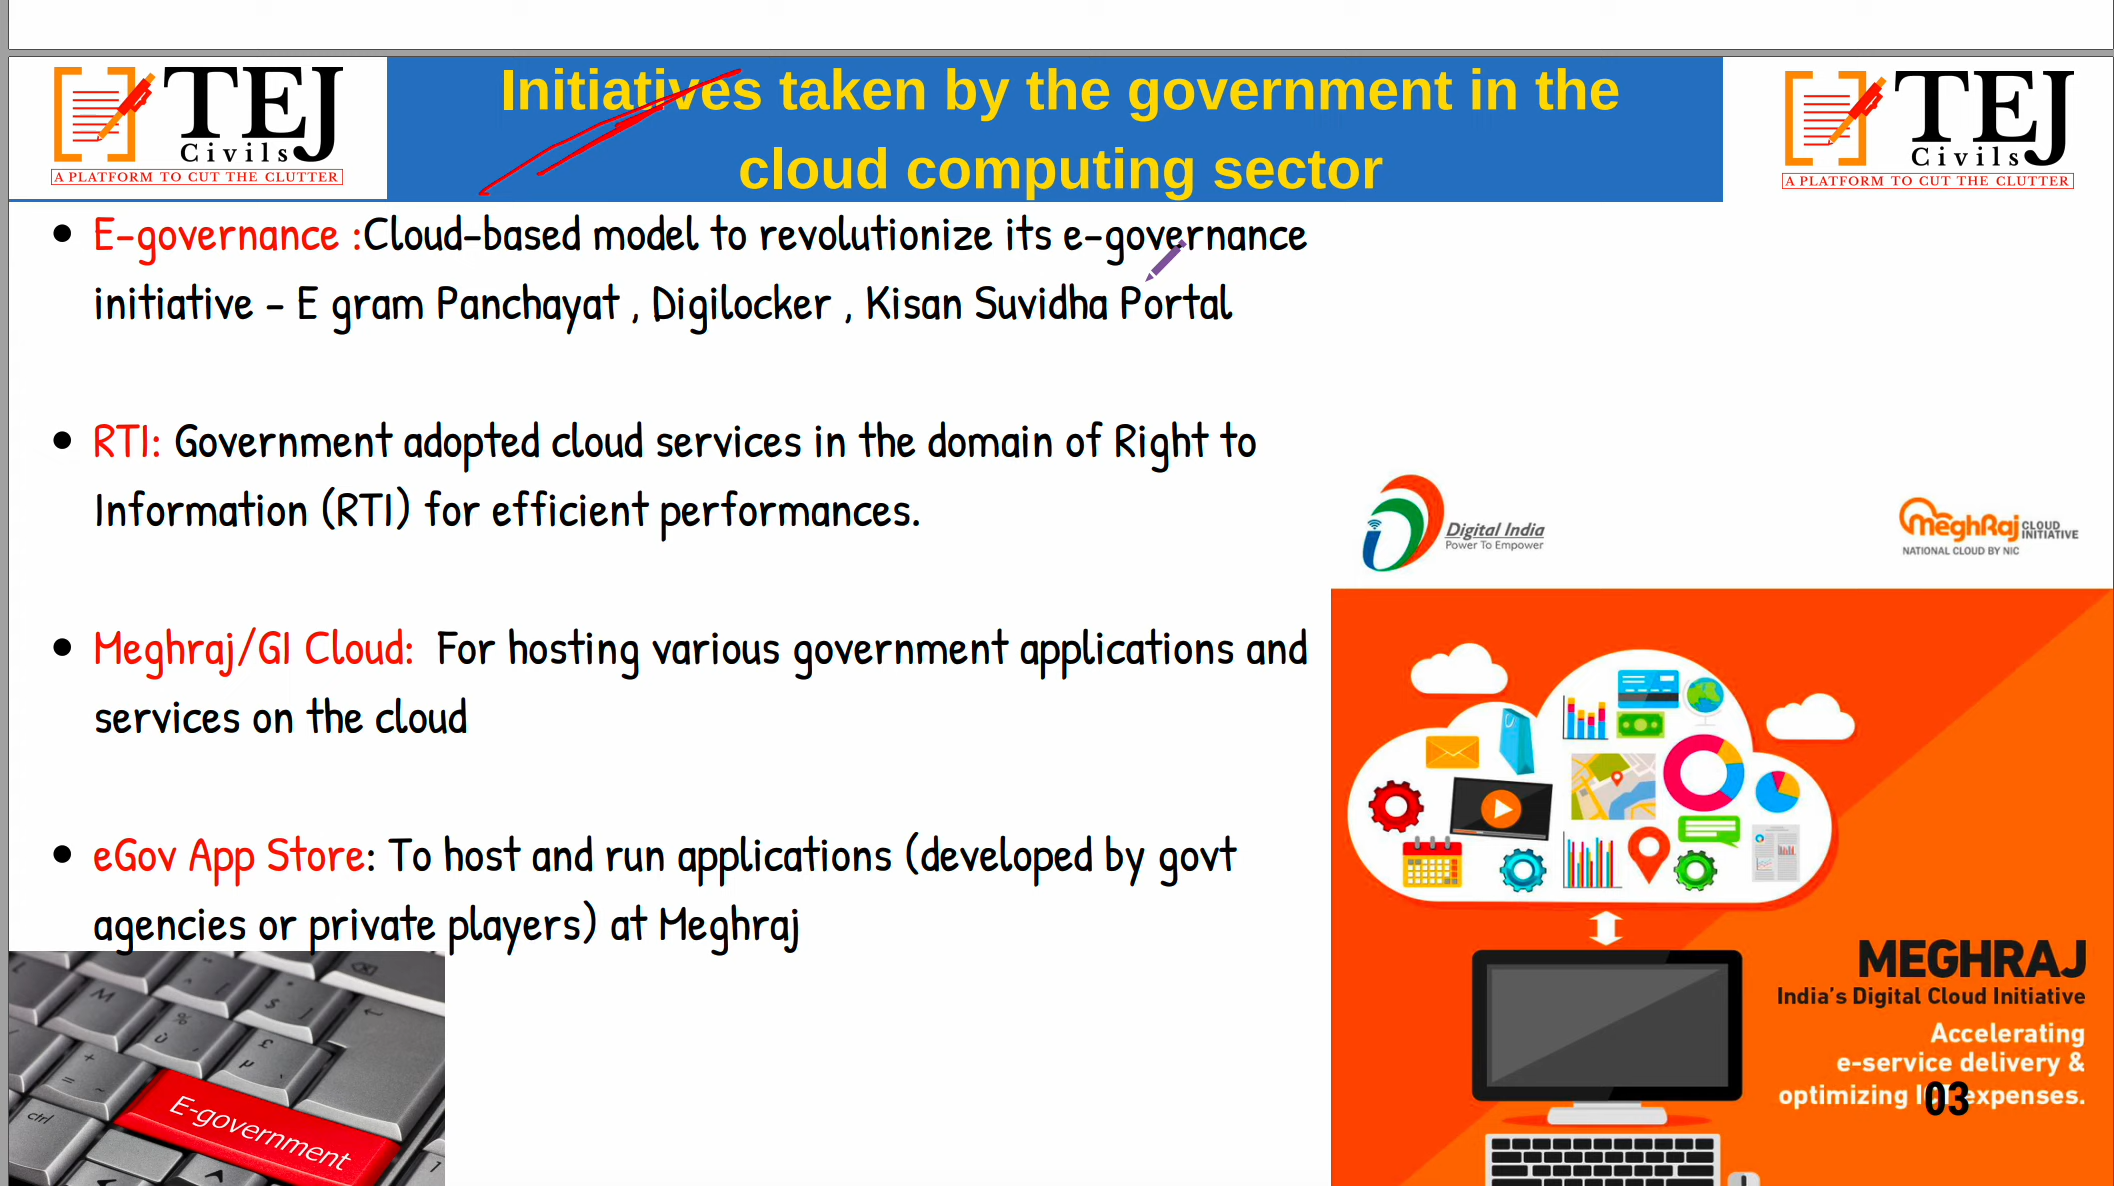 TEJ
Civils
A PLATFORM TO CUT THE CLUTTER
Initiatives taken by the government in the
cloud computing sector
TEJ
Civils
A PLATFORM TO CUT THE CLUTTER
• E-governance :Cloud-based model to revolutionize its e-governance
initiative - E gram Panchayat , Digilocker , Kisan Suvidha Portal
• RTI: Government adopted cloud services in the domain of Right to
Information (RTI) for efficient performances.
• Meghraj/GI Cloud: For hosting various government applications and
services on the cloud
• eGov App Store: To host and run applications (developed by govt
agencies or private players) at Meghraj
Digital India
Power To Empower
MeghRaj CLOUD INITIATIVE
NATIONAL CLOUD BY NIC
MEGHRAJ
India's Digital Cloud Initiative
Accelerating
e-service delivery &
optimizing expenses.
03
E-government
ctrl
M